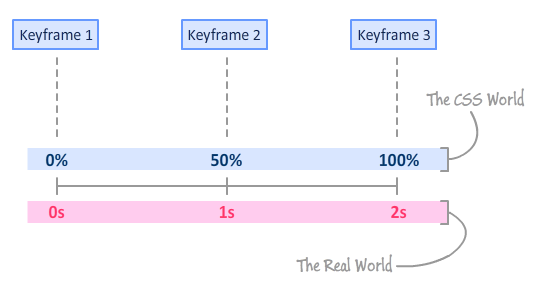 Keyframe 1 Keyframe 2 Keyframe 3
The CSS World
0% 50% 100%
0s 1s 2s
The Real World